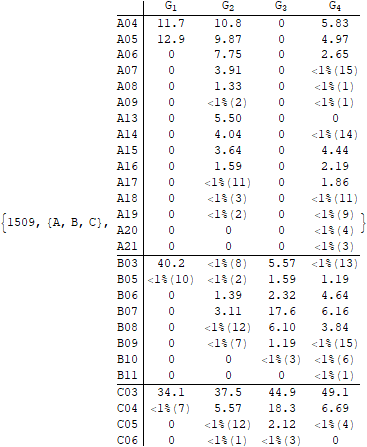 G₁ G₂ G₃ G₄
A04 11.7 10.8 0 5.83
A05 12.9 9.87 0 4.97
A06 0 7.75 0 2.65
A07 0 3.91 0 <1%(15)
A08 0 1.33 0 <1%(1)
A09 0 <1%(2) 0 <1%(1)
A13 0 5.50 0 0
A14 0 4.04 0 <1%(14)
A15 0 3.64 0 4.44
A16 0 1.59 0 2.19
A17 0 <1%(11) 0 1.86
A18 0 <1%(3) 0 <1%(11)
{1509, {A, B, C}, A19 0 <1%(2) 0 <1%(9) }
A20 0 0 0 <1%(4)
A21 0 0 0 <1%(3)
B03 40.2 <1%(8) 5.57 <1%(13)
B05 <1%(10) <1%(2) 1.59 1.19
B06 0 1.39 2.32 4.64
B07 0 3.11 17.6 6.16
B08 0 <1%(12) 6.10 3.84
B09 0 <1%(7) 1.19 <1%(15)
B10 0 0 <1%(3) <1%(6)
B11 0 0 0 <1%(1)
C03 34.1 37.5 44.9 49.1
C04 <1%(7) 5.57 18.3 6.69
C05 0 <1%(12) 2.12 <1%(4)
C06 0 <1%(1) <1%(3) 0